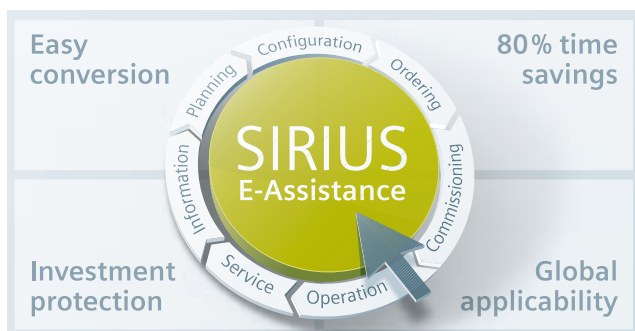 Easy
conversion
80% time
savings
Configuration
Ordering
Commissioning
Operation
Service
Information
Planning
SIRIUS
E-Assistance
Investment
protection
Global
applicability